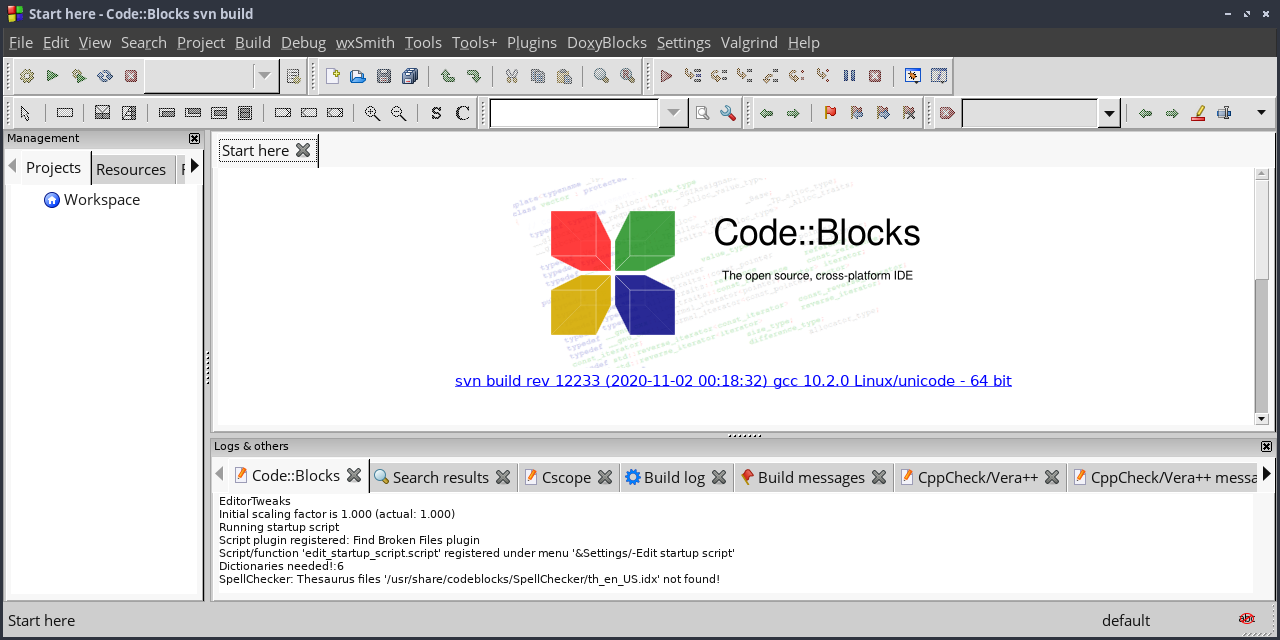 Start here - Code::Blocks svn build
File Edit View Search Project Build Debug wxSmith Tools Tools+ Plugins DoxyBlocks Settings Valgrind Help
S C
Management
Projects Resources
Workspace
Start here
Code::Blocks
The open source, cross-platform IDE
svn build rev 12233 (2020-11-02 00:18:32) gcc 10.2.0 Linux/unicode - 64 bit
Logs & others
Code::Blocks Search results Cscope Build log Build messages CppCheck/Vera++ CppCheck/Vera++ messa
EditorTweaks
Initial scaling factor is 1.000 (actual: 1.000)
Running startup script
Script plugin registered: Find Broken Files plugin
Script/function 'edit_startup_script.script' registered under menu '&Settings/-Edit startup script'
Dictionaries needed!:6
SpellChecker: Thesaurus files '/usr/share/codeblocks/SpellChecker/th_en_US.idx' not found!
Start here default abc